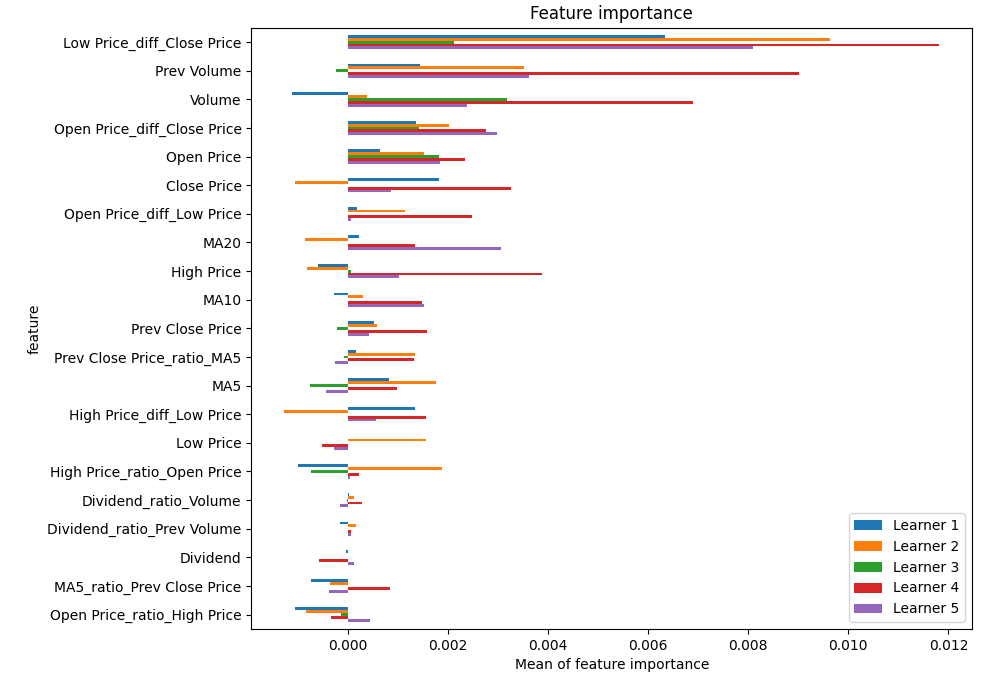 Feature importance
Low Price_diff_Close Price
Prev Volume
Volume
Open Price_diff_Close Price
Open Price
Close Price
Open Price_diff_Low Price
MA20
High Price
MA10
Prev Close Price
Prev Close Price_ratio_MA5
MA5
High Price_diff_Low Price
Low Price
High Price_ratio_Open Price
Dividend_ratio_Volume
Dividend_ratio_Prev Volume
Dividend
MA5_ratio_Prev Close Price
Open Price_ratio_High Price
feature
Learner 1
Learner 2
Learner 3
Learner 4
Learner 5
0.000 0.002 0.004 0.006 0.008 0.010 0.012
Mean of feature importance